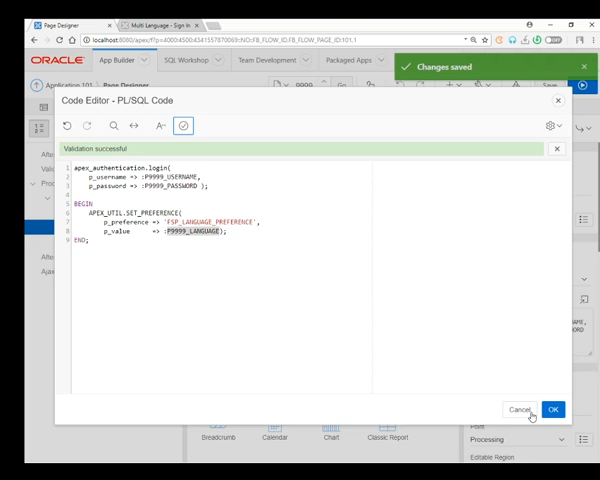 Page Designer
Multi Language - Sign In
localhost:8080/apex/f?p=4000:4500:4341557870069::NO:FB_FLOW_ID,FB_FLOW_PAGE_ID:101,1
ORACLE
App Builder
SQL Workshop
Team Development
Packaged Apps
Changes saved
Application 101
Page Designer
9999
Go
Save
Code Editor - PL/SQL Code
Validation successful
1 apex_authentication.login(
2 p_username => :P9999_USERNAME,
3 p_password => :P9999_PASSWORD );
4
5 BEGIN
6 APEX_UTIL.SET_PREFERENCE(
7 p_preference => 'FSP_LANGUAGE_PREFERENCE',
8 p_value => :P9999_LANGUAGE);
9 END;
Cancel
OK
Breadcrumb
Calendar
Chart
Classic Report
Point
Processing
Editable Region